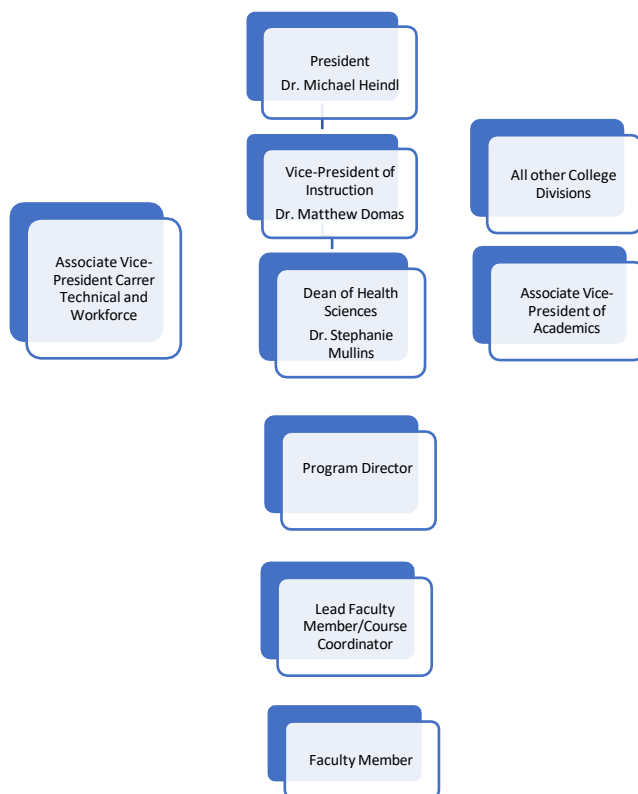 President
Dr. Michael Heindl
Vice-President of
Instruction
Dr. Matthew Domas
All other College
Divisions
Associate Vice-
President Carrer
Technical and
Workforce
Dean of Health
Sciences
Dr. Stephanie
Mullins
Associate Vice-
President of
Academics
Program Director
Lead Faculty
Member/Course
Coordinator
Faculty Member